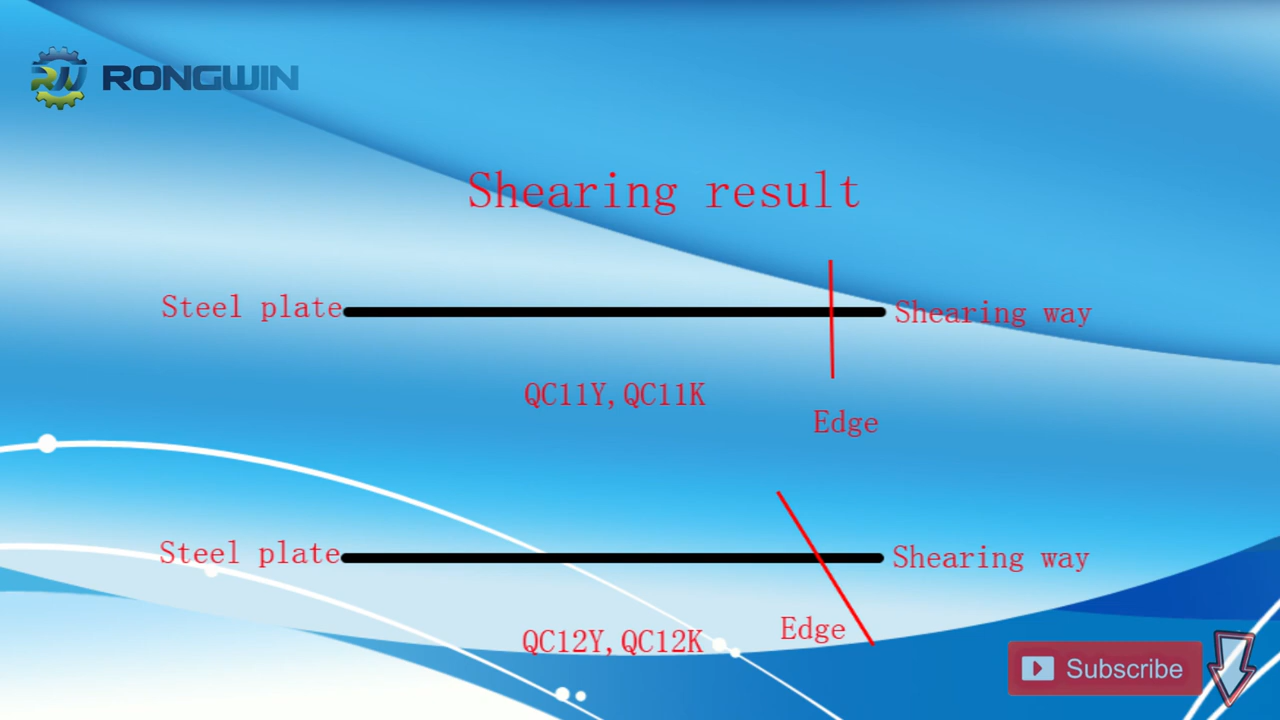 RONGWIN
Shearing result
Steel plate
Shearing way
QC11Y,QC11K
Edge
Steel plate
Shearing way
Edge
QC12Y,QC12K
Subscribe